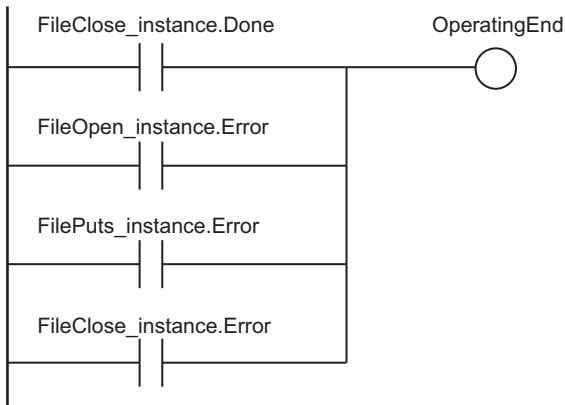 FileClose_instance.Done OperatingEnd
FileOpen_instance.Error
FilePuts_instance.Error
FileClose_instance.Error